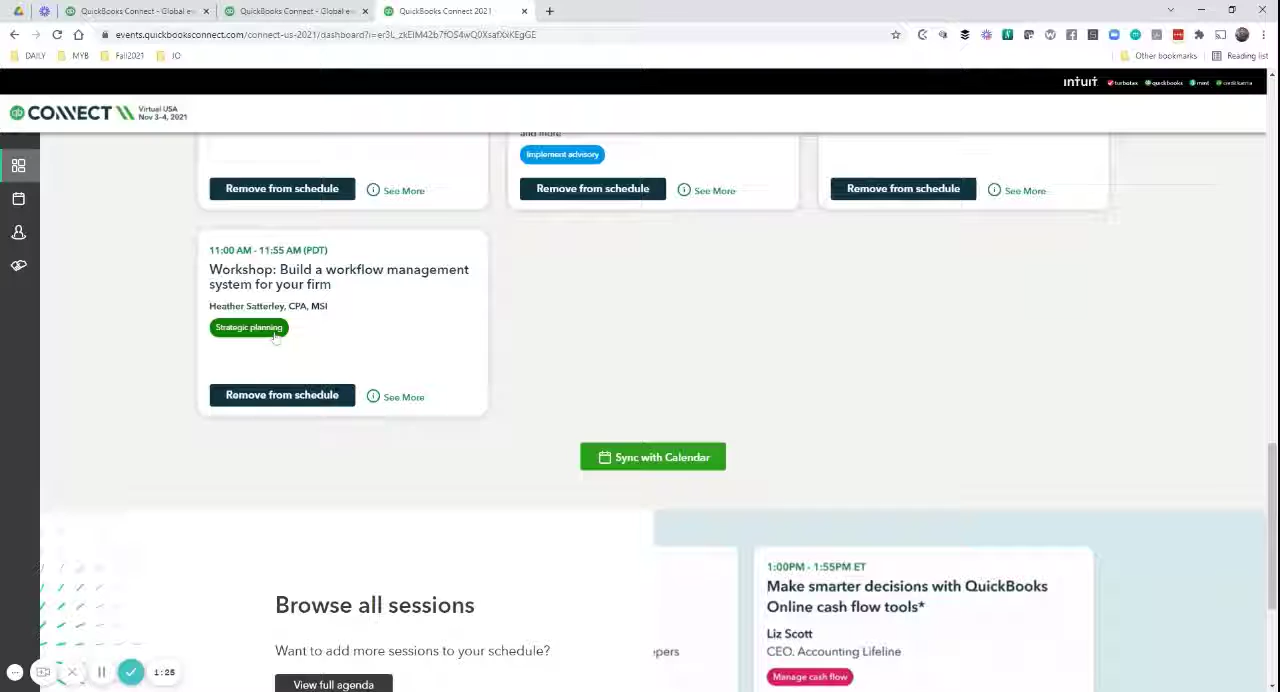 QuickBooks Connect - Global e
QuickBooks Connect - Workflow e
QuickBooks Connect 2021
events.quickbooksconnect.com/connect-us-2021/dashboard?i=er3L_zkEIM42b7fOS4wQ0XsafXxiKEgGE
DAILY
MYB
Fall2021
IO
Other bookmarks
Reading list
INTUIT
turbotax
quickbooks
mint
qb CONNECT
Virtual USA
Nov 3-4, 2021
and more
Implement advisory
Remove from schedule
See More
Remove from schedule
See More
Remove from schedule
See More
11:00 AM - 11:55 AM (PDT)
Workshop: Build a workflow management
system for your firm
Heather Satterley, CPA, MSI
Strategic planning
Remove from schedule
See More
Sync with Calendar
1:00PM - 1:55PM ET
Make smarter decisions with QuickBooks
Online cash flow tools*
Browse all sessions
Liz Scott
Want to add more sessions to your schedule?
epers
CEO, Accounting Lifeline
1:25
Manage cash flow
View full agenda